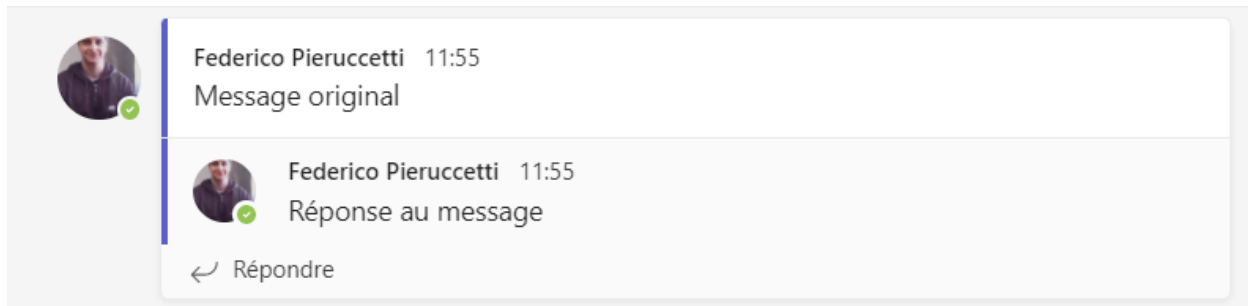 Federico Pieruccetti 11:55
Message original
Federico Pieruccetti 11:55
Réponse au message
Répondre